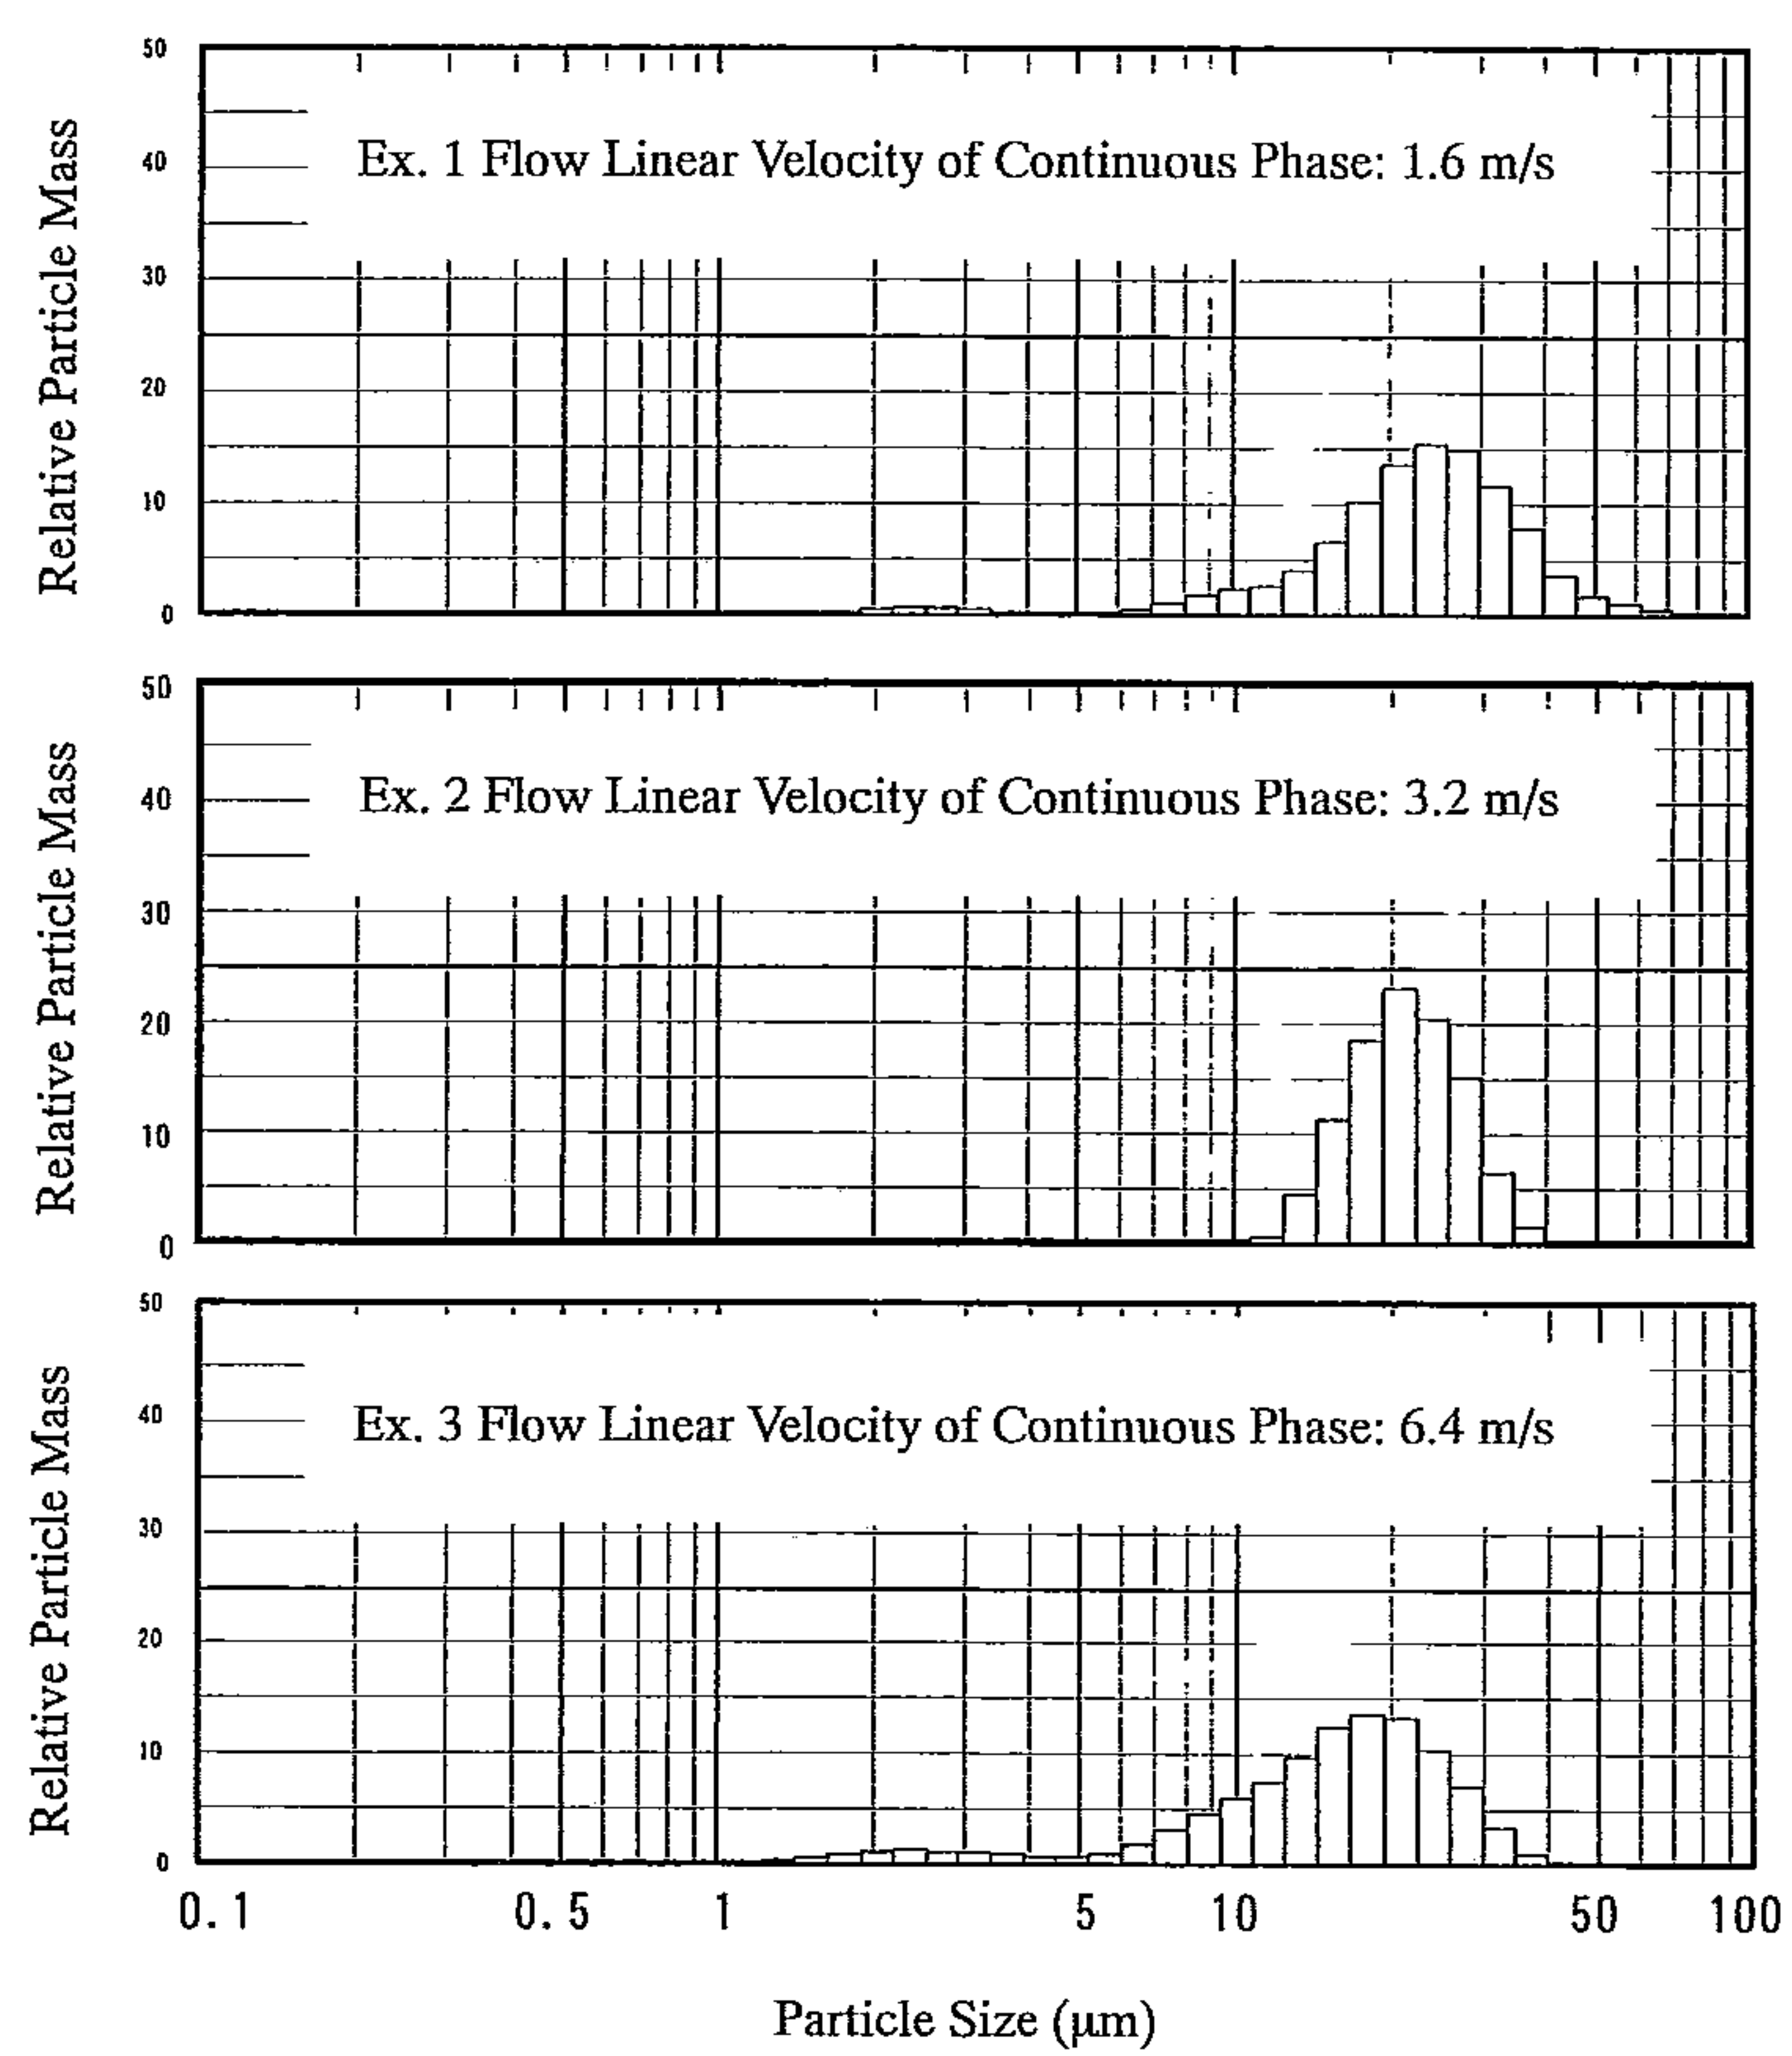 50
40
30
20
10
0
Relative Particle Mass
Ex. 1 Flow Linear Velocity of Continuous Phase: 1.6 m/s
50
40
30
20
10
0
Relative Particle Mass
Ex. 2 Flow Linear Velocity of Continuous Phase: 3.2 m/s
50
40
30
20
10
0
Relative Particle Mass
Ex. 3 Flow Linear Velocity of Continuous Phase: 6.4 m/s
0.1 0.5 1 5 10 50 100
Particle Size (μm)